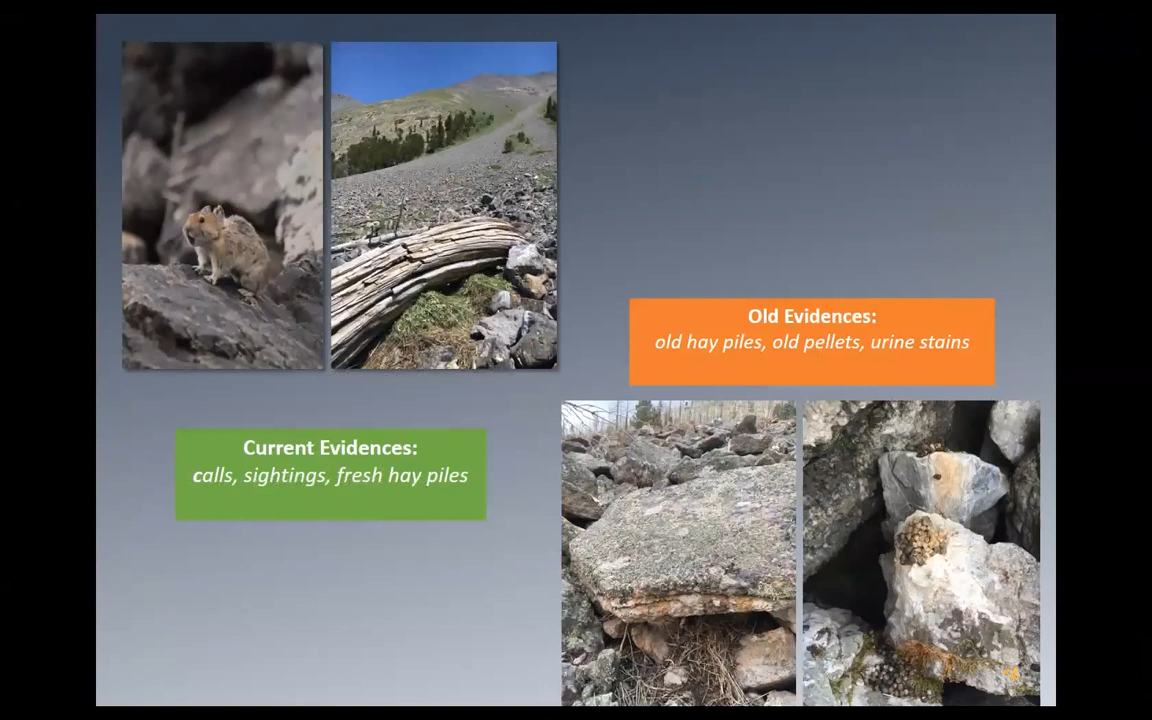 Old Evidences:
old hay piles, old pellets, urine stains
Current Evidences:
calls, sightings, fresh hay piles